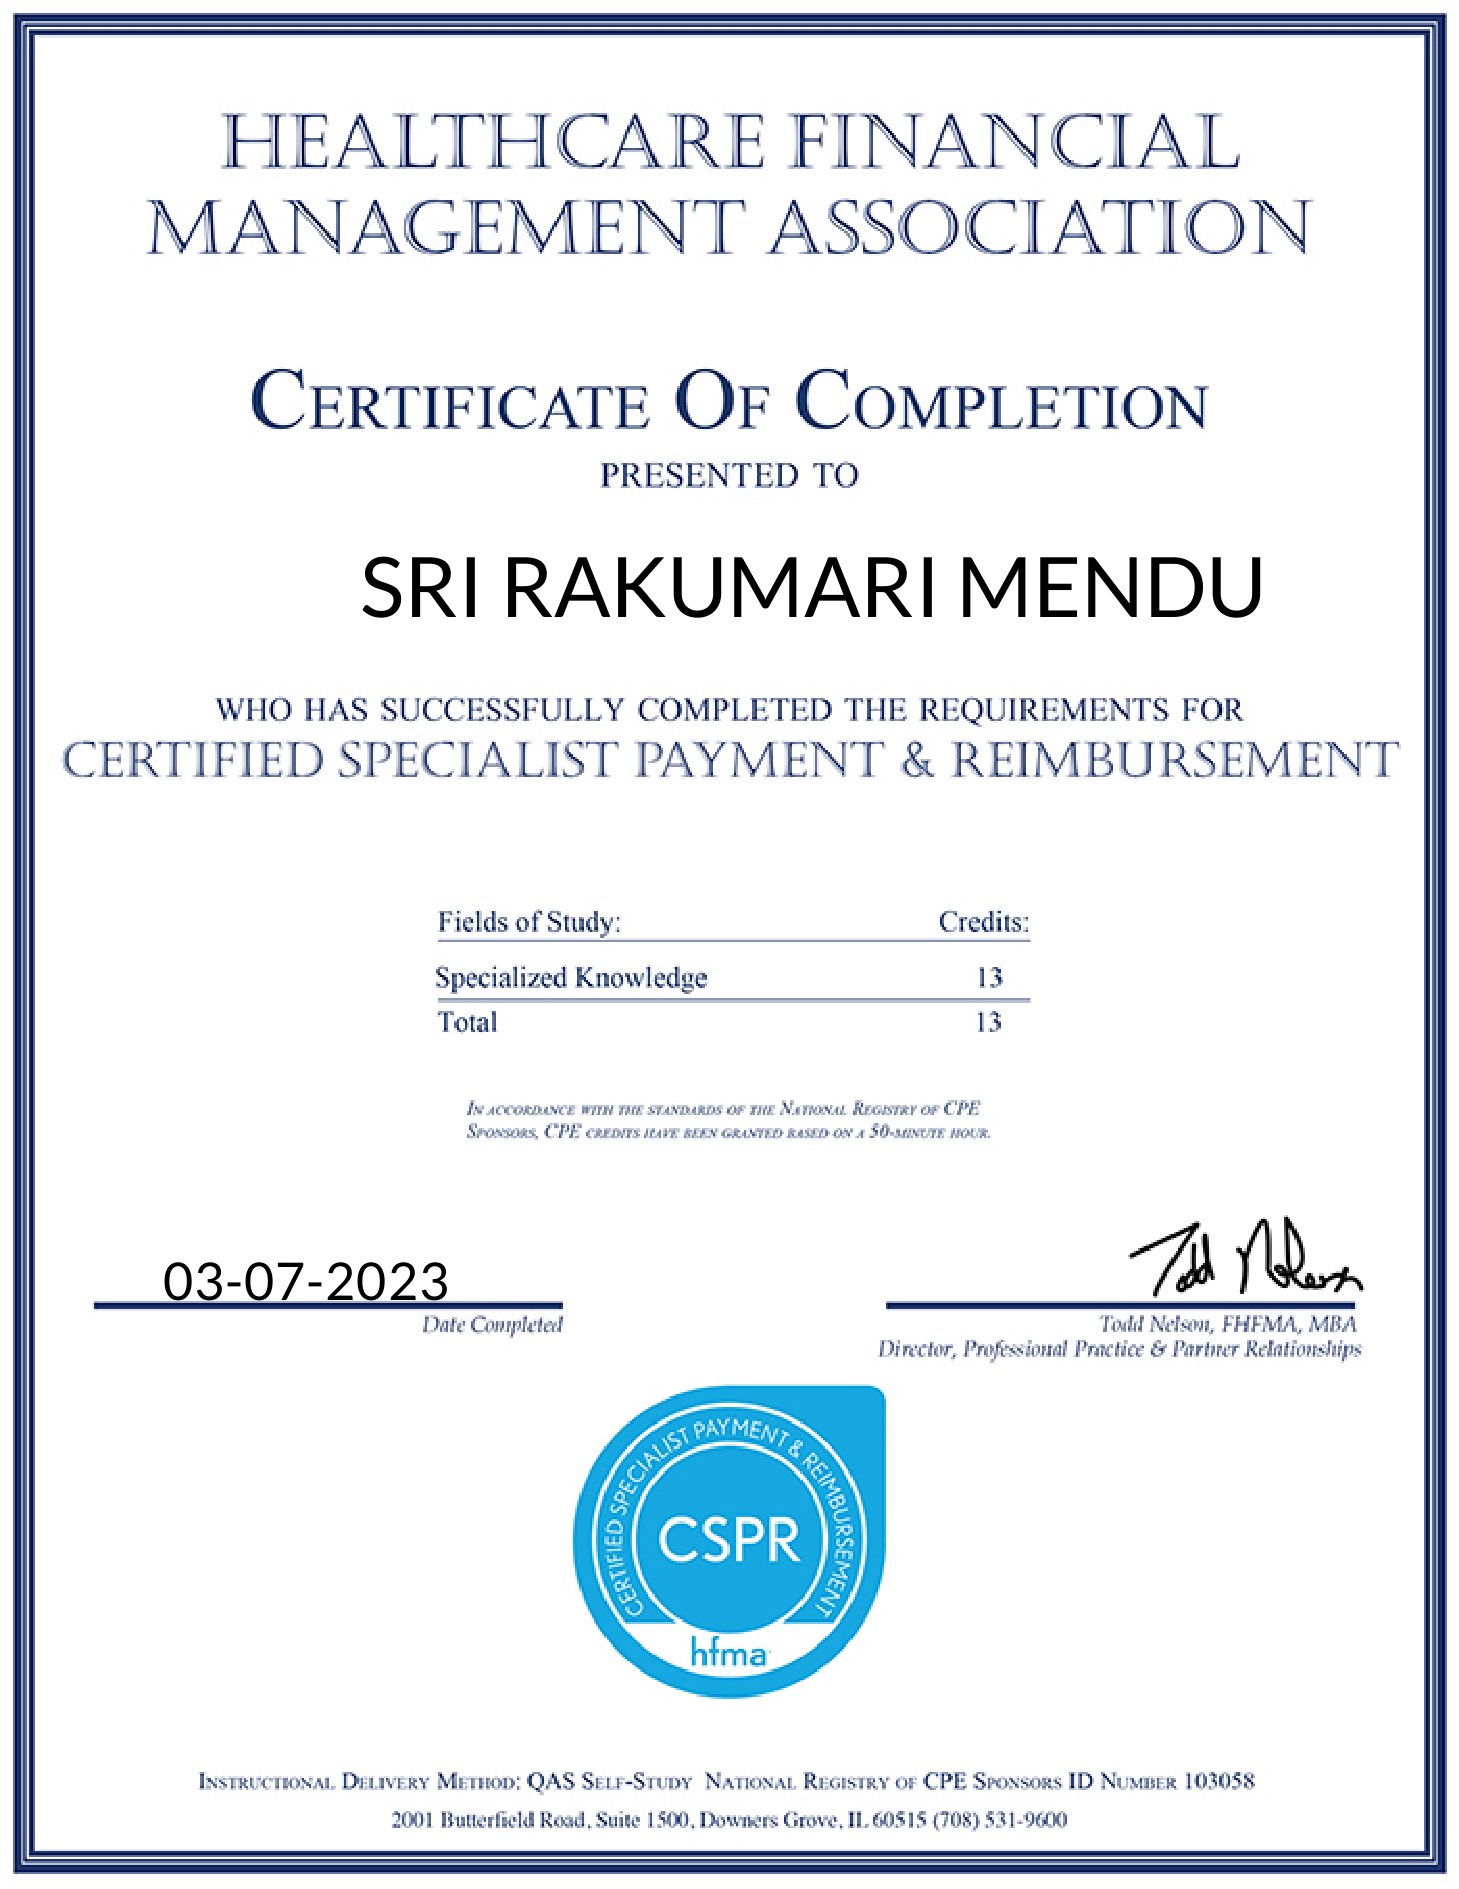 HEALTHCARE FINANCIAL
MANAGEMENT ASSOCIATION
CERTIFICATE OF COMPLETION
PRESENTED TO
SRI RAKUMARI MENDU
WHO HAS SUCCESSFULLY COMPLETED THE REQUIREMENTS FOR
CERTIFIED SPECIALIST PAYMENT & REIMBURSEMENT
Fields of Study: Credits:
Specialized Knowledge 13
Total 13
IN ACCORDANCE WITH THE STANDARDS OF THE NATIONAL REGISTRY OF CPE
SPONSORS, CPE CREDITS HAVE BEEN GRANTED BASED ON A 50-MINUTE HOUR.
Todd Nelson
03-07-2023
Date Completed
Todd Nelson, FHFMA, MBA
Director, Professional Practice & Partner Relationships
CERTIFIED SPECIALIST PAYMENT & REIMBURSEMENT
CSPR
hfma
INSTRUCTIONAL DELIVERY METHOD: QAS SELF-STUDY NATIONAL REGISTRY OF CPE SPONSORS ID NUMBER 103058
2001 Butterfield Road, Suite 1500, Downers Grove, IL 60515 (708) 531-9600